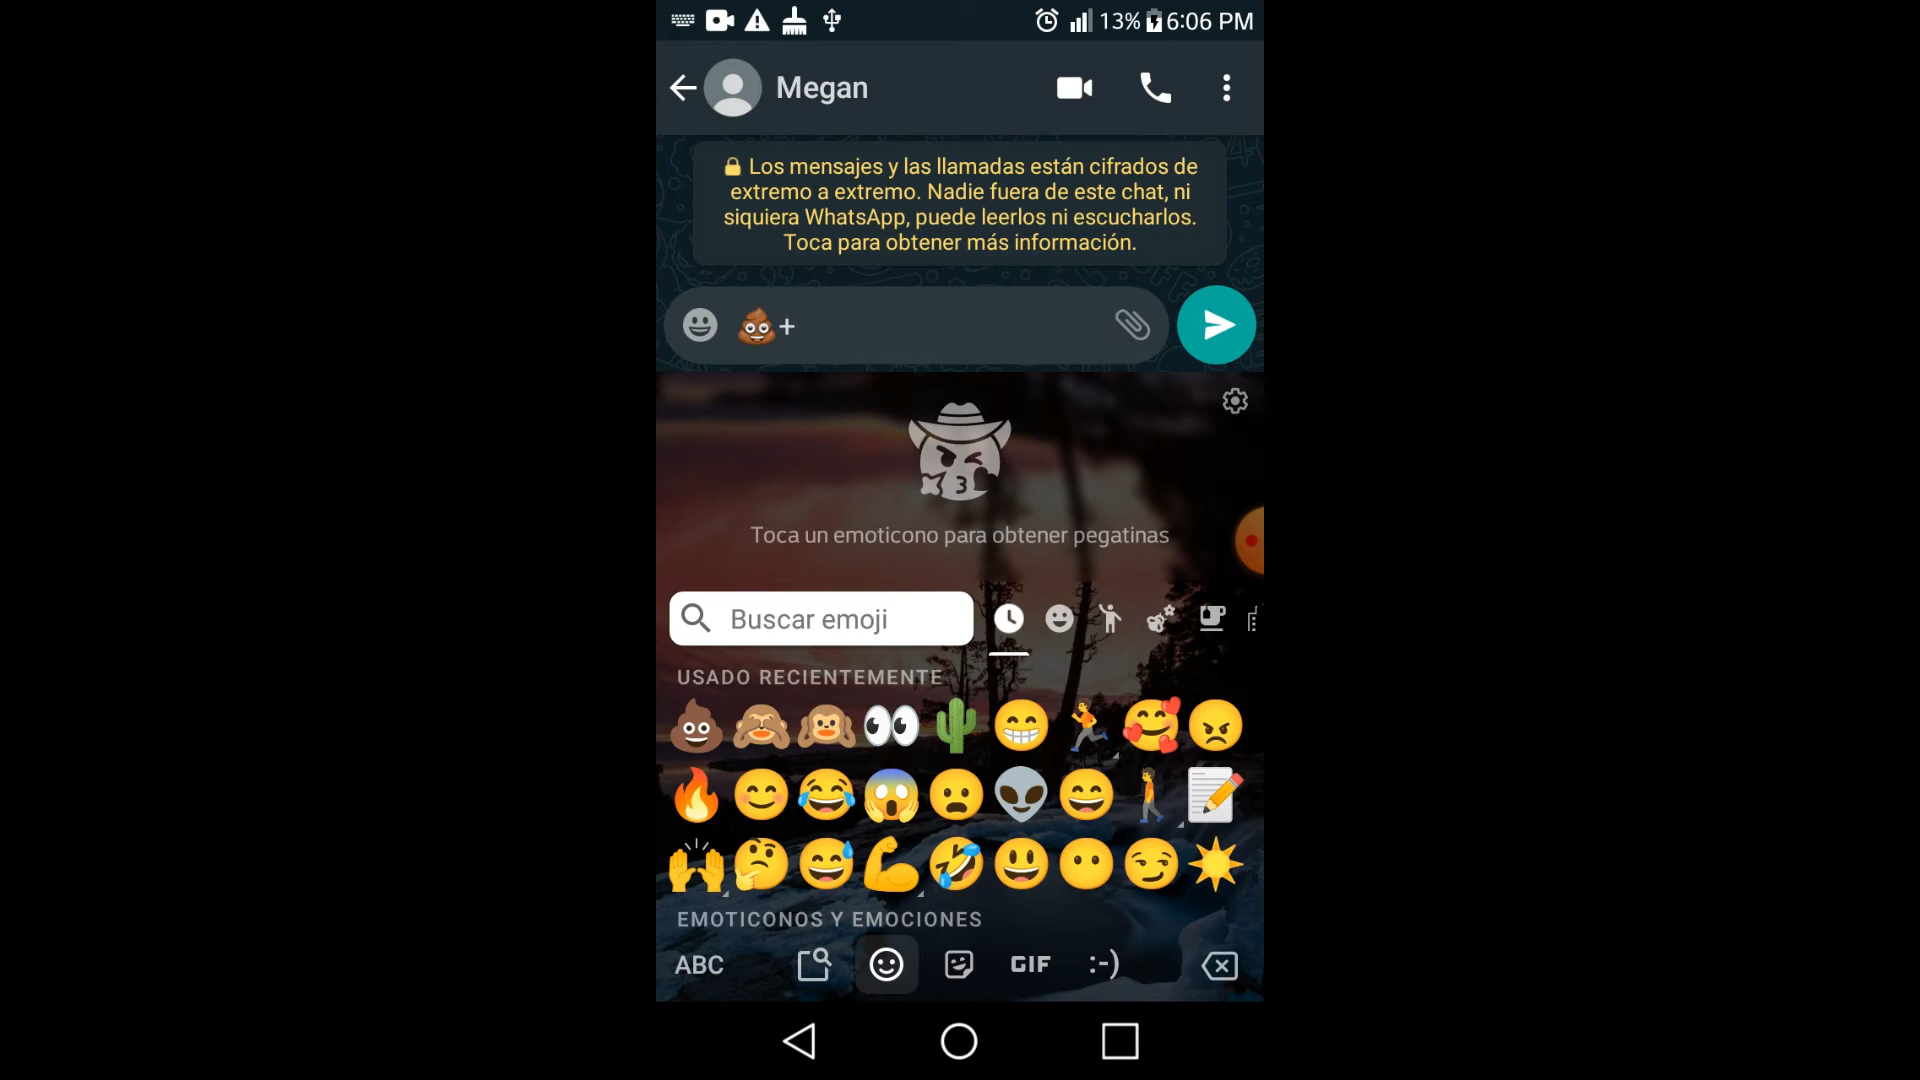 13% 6:06 PM
Megan
Los mensajes y las llamadas están cifrados de
extremo a extremo. Nadie fuera de este chat, ni
siquiera WhatsApp, puede leerlos ni escucharlos.
Toca para obtener más información.
💩+
Toca un emoticono para obtener pegatinas
Buscar emoji
USADO RECIENTEMENTE
EMOTICONOS Y EMOCIONES
ABC GIF :-)